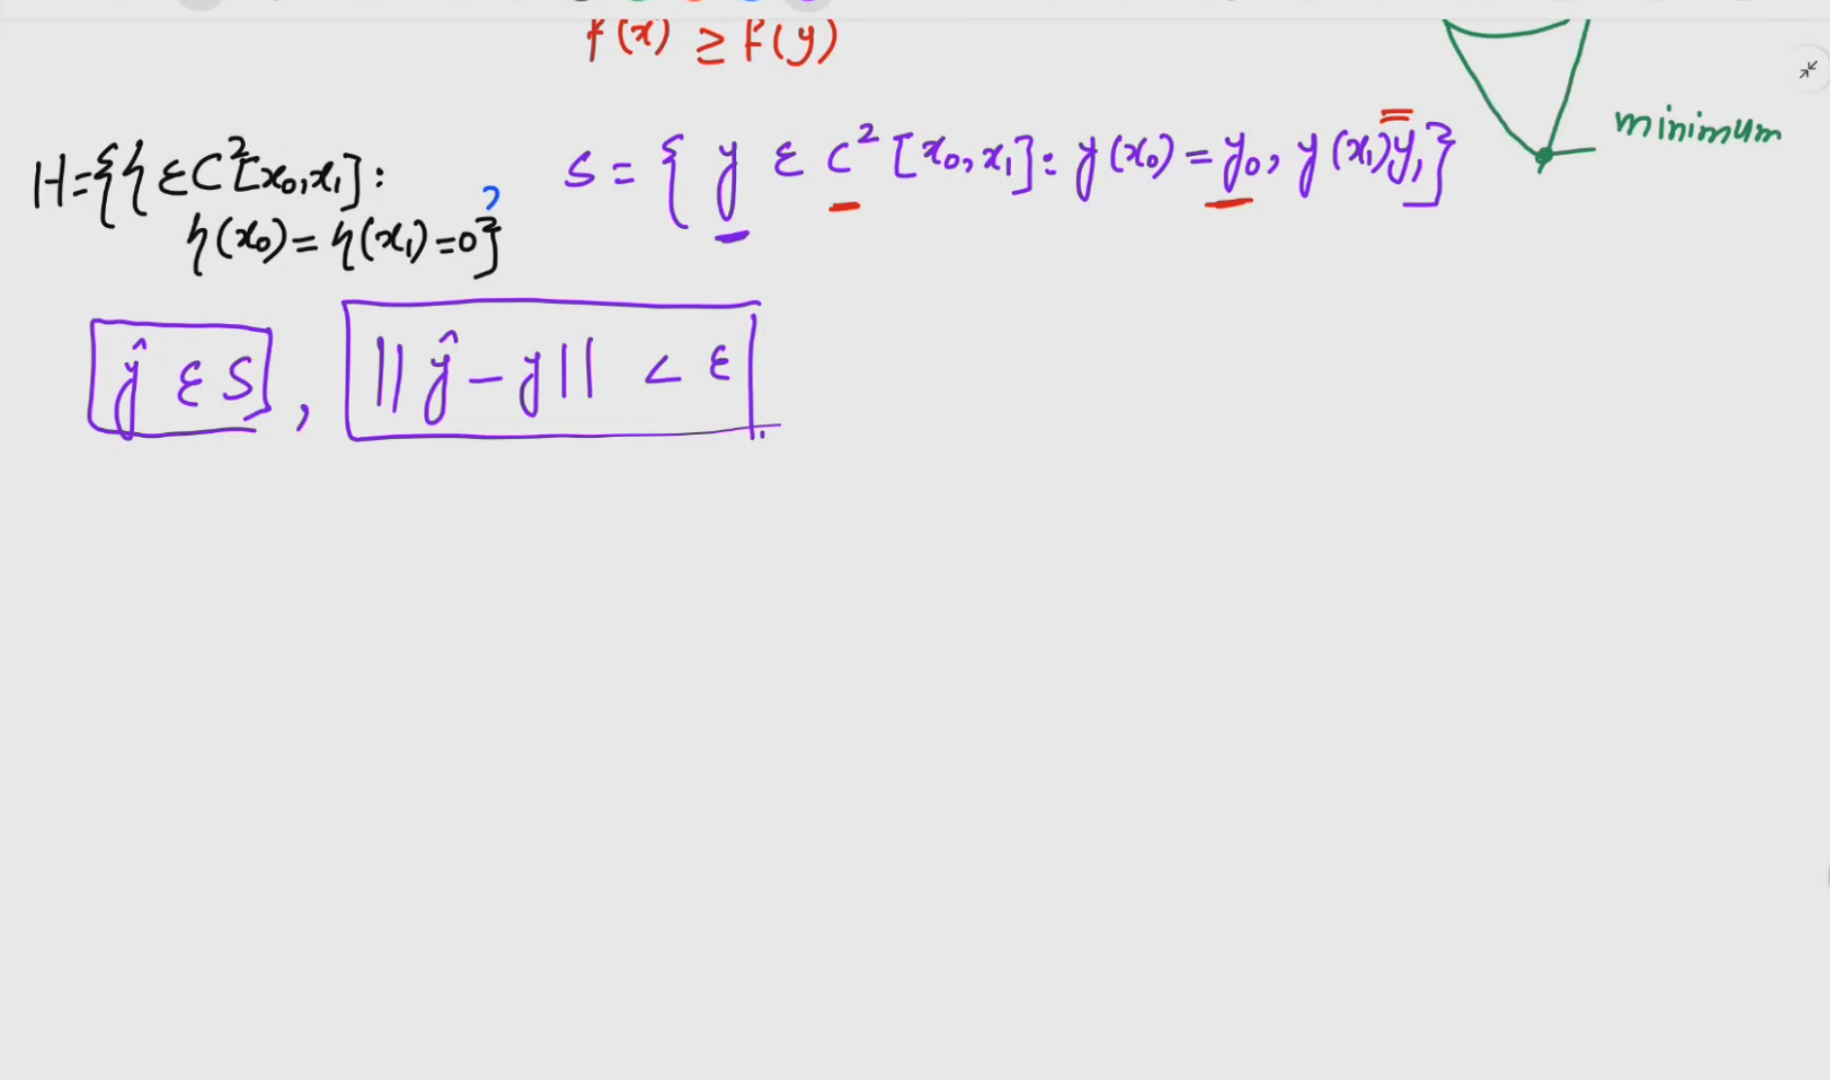 f(x) ≥ F(y)
minimum
H={η ε C²[x₀,x₁]:
η(x₀) = η(x₁) =0},
S = { y ε C² [x₀,x₁]: y(x₀) = y₀, y(x₁) y₁}
ŷ ε S , ||ŷ - y|| < ε